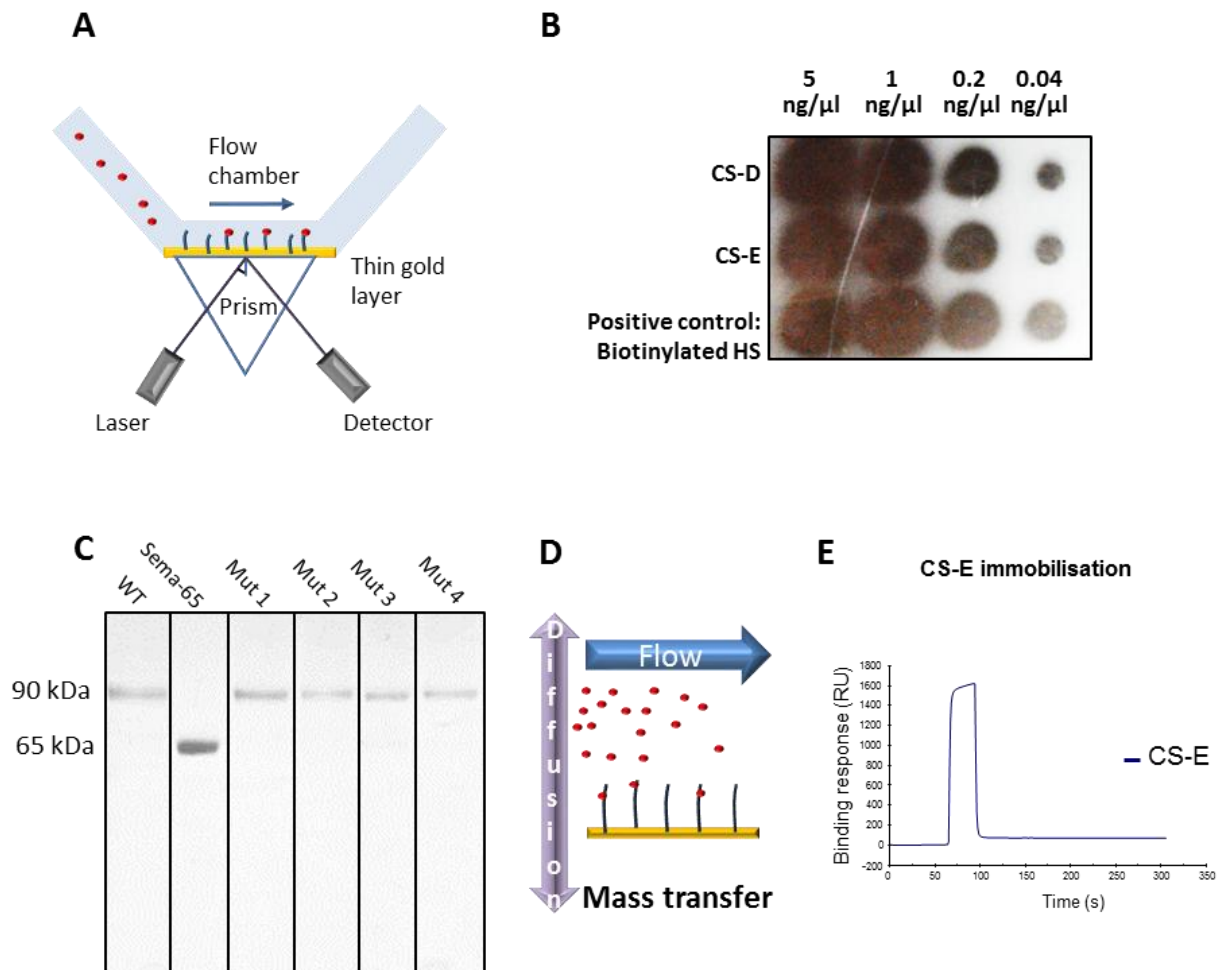 A
Flow
chamber
Thin gold
layer
Prism
Laser
Detector
B
5
ng/µl
1
ng/µl
0.2
ng/µl
0.04
ng/µl
CS-D
CS-E
Positive control:
Biotinylated HS
C
WT
Sema-65
Mut 1
Mut 2
Mut 3
Mut 4
90 kDa
65 kDa
D
Diffusion
Flow
Mass transfer
E
CS-E immobilisation
Binding response (RU)
1800
1600
1400
1200
1000
800
600
400
200
0
-200
0
50
100
150
200
250
300
350
Time (s)
CS-E